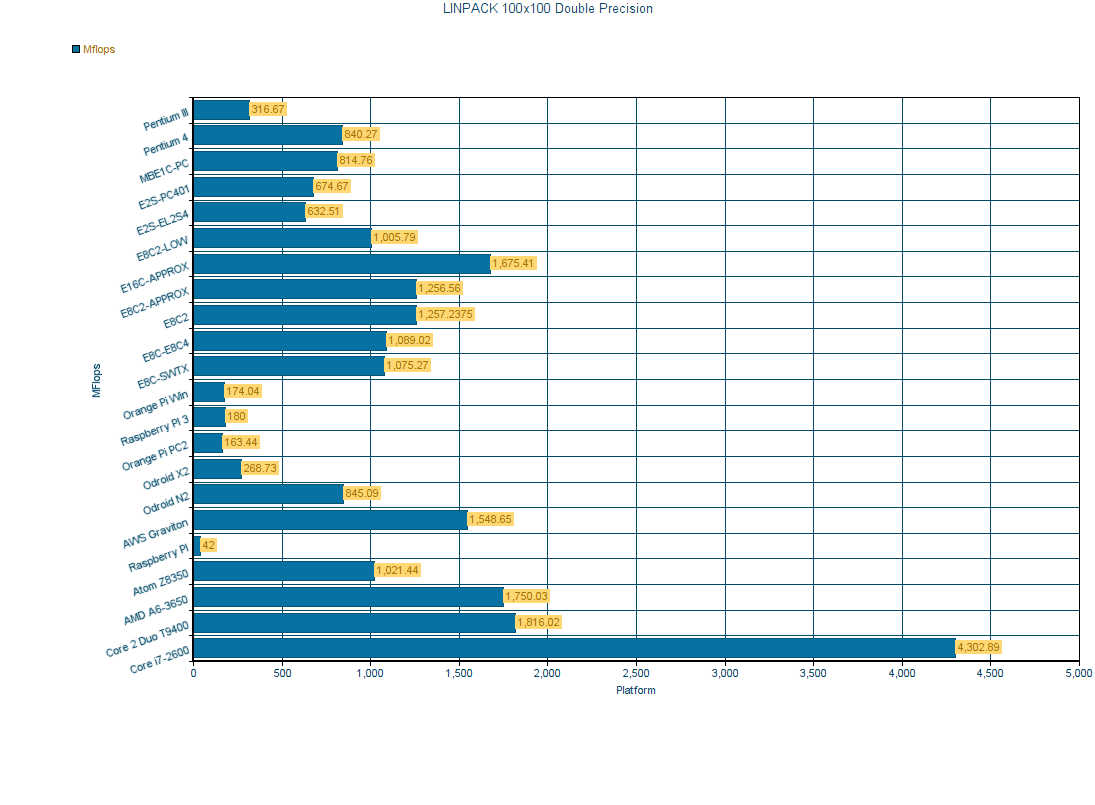 LINPACK 100x100 Double Precision
Mflops
Pentium III 316.67
Pentium 4 840.27
MBE1C-PC 814.76
E2S-PC401 674.67
E2S-EL2S4 632.51
E8C2-LOW 1,005.79
E16C-APPROX 1,675.41
E8C2-APPROX 1,256.56
E8C2 1,257.2375
E8C-E8C4 1,089.02
E8C-SWTX 1,075.27
Orange Pi Win 174.04
Raspberry PI 3 180
Orange Pi PC2 163.44
Odroid X2 268.73
Odroid N2 845.09
AWS Graviton 1,548.65
Raspberry PI 42
Atom Z8350 1,021.44
AMD A6-3650 1,750.03
Core 2 Duo T9400 1,816.02
Core i7-2600 4,302.89
MFlops
0 500 1,000 1,500 2,000 2,500 3,000 3,500 4,000 4,500 5,000
Platform